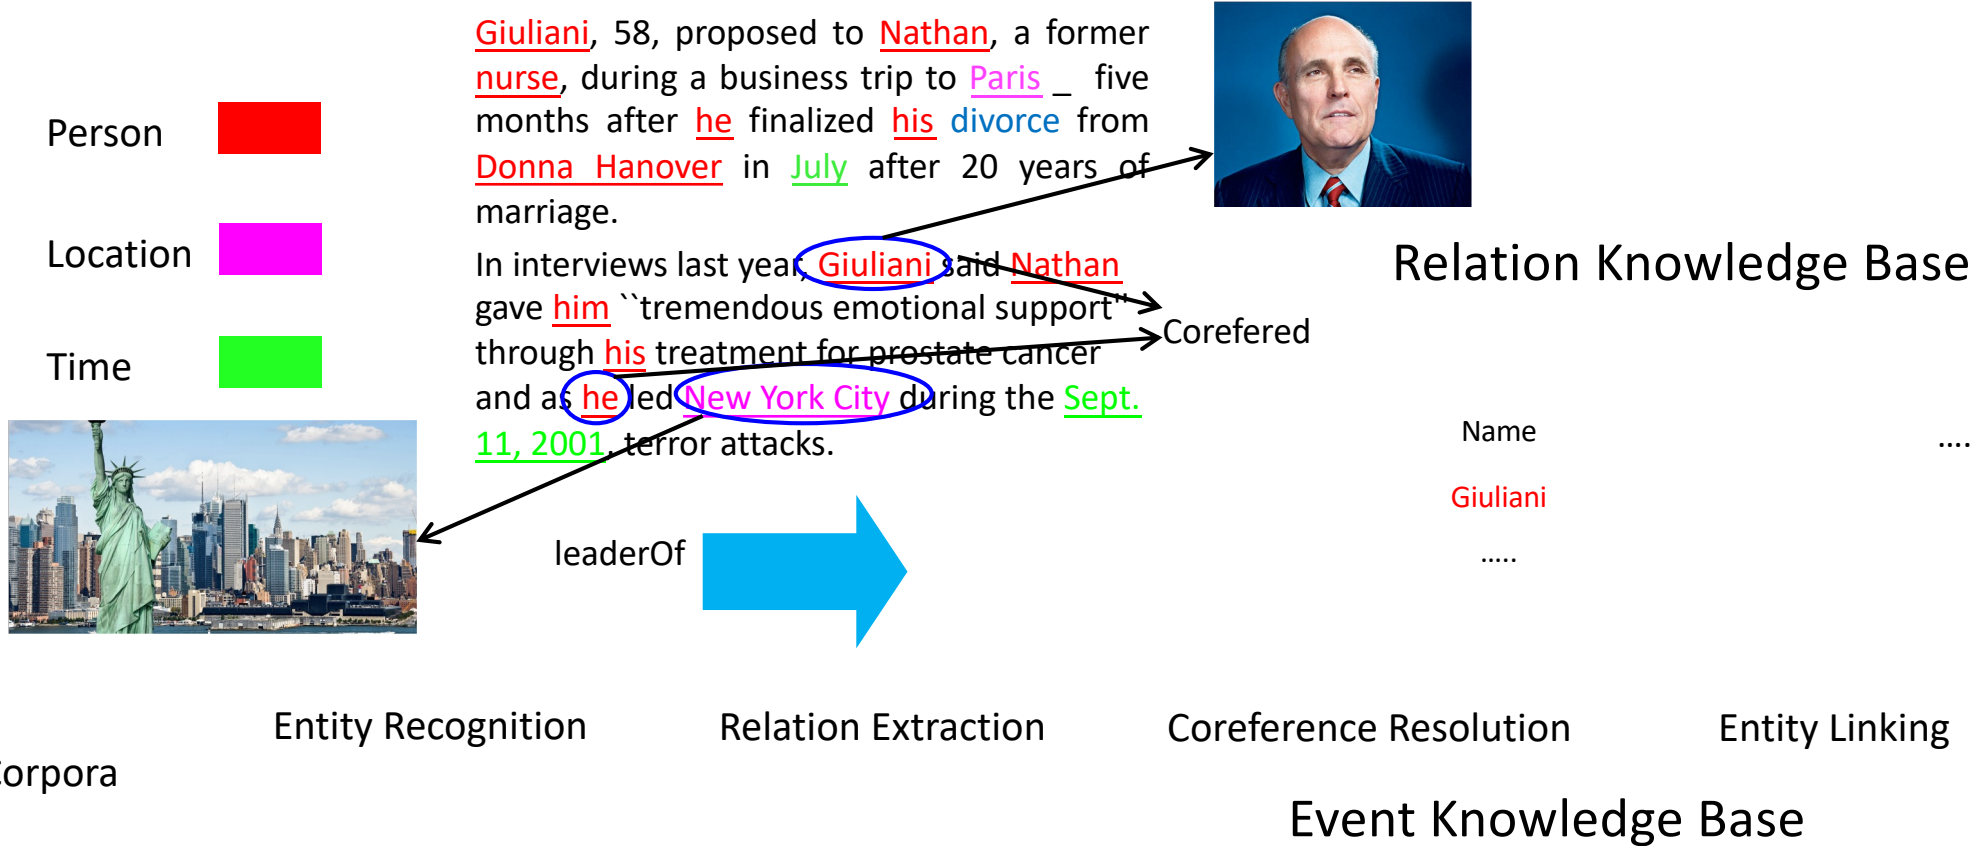 Giuliani, 58, proposed to Nathan, a former
nurse, during a business trip to Paris _ five
months after he finalized his divorce from
Donna Hanover in July after 20 years of
marriage.
In interviews last year, Giuliani said Nathan
gave him ``tremendous emotional support''
through his treatment for prostate cancer
and as he led New York City during the Sept.
11, 2001, terror attacks.
Person
Location
Time
Relation Knowledge Base
Corefered
Name
....
Giuliani
.....
leaderOf
Entity Recognition
Relation Extraction
Coreference Resolution
Entity Linking
Corpora
Event Knowledge Base